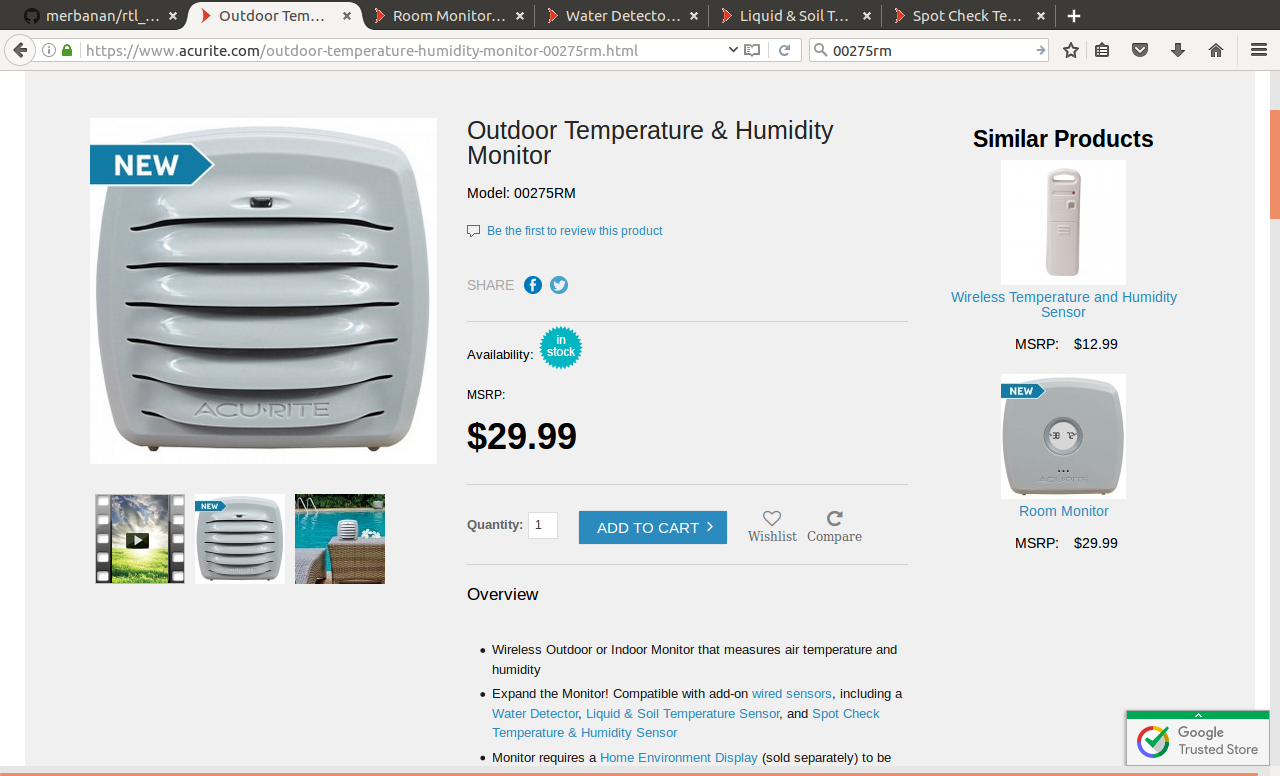 merbanan/rtl_...
Outdoor Tem...
Room Monitor...
Water Detecto...
Liquid & Soil T...
Spot Check Te...
https://www.acurite.com/outdoor-temperature-humidity-monitor-00275rm.html
00275rm
NEW
ACU·RITE
NEW
Outdoor Temperature & Humidity
Monitor
Model: 00275RM
Be the first to review this product
SHARE
Availability:
in
stock
MSRP:
$29.99
Quantity: 1
ADD TO CART
Wishlist
Compare
Overview
• Wireless Outdoor or Indoor Monitor that measures air temperature and
humidity
• Expand the Monitor! Compatible with add-on wired sensors, including a
Water Detector, Liquid & Soil Temperature Sensor, and Spot Check
Temperature & Humidity Sensor
• Monitor requires a Home Environment Display (sold separately) to be
Similar Products
Wireless Temperature and Humidity
Sensor
MSRP: $12.99
NEW
ACU·RITE
Room Monitor
MSRP: $29.99
Google
Trusted Store